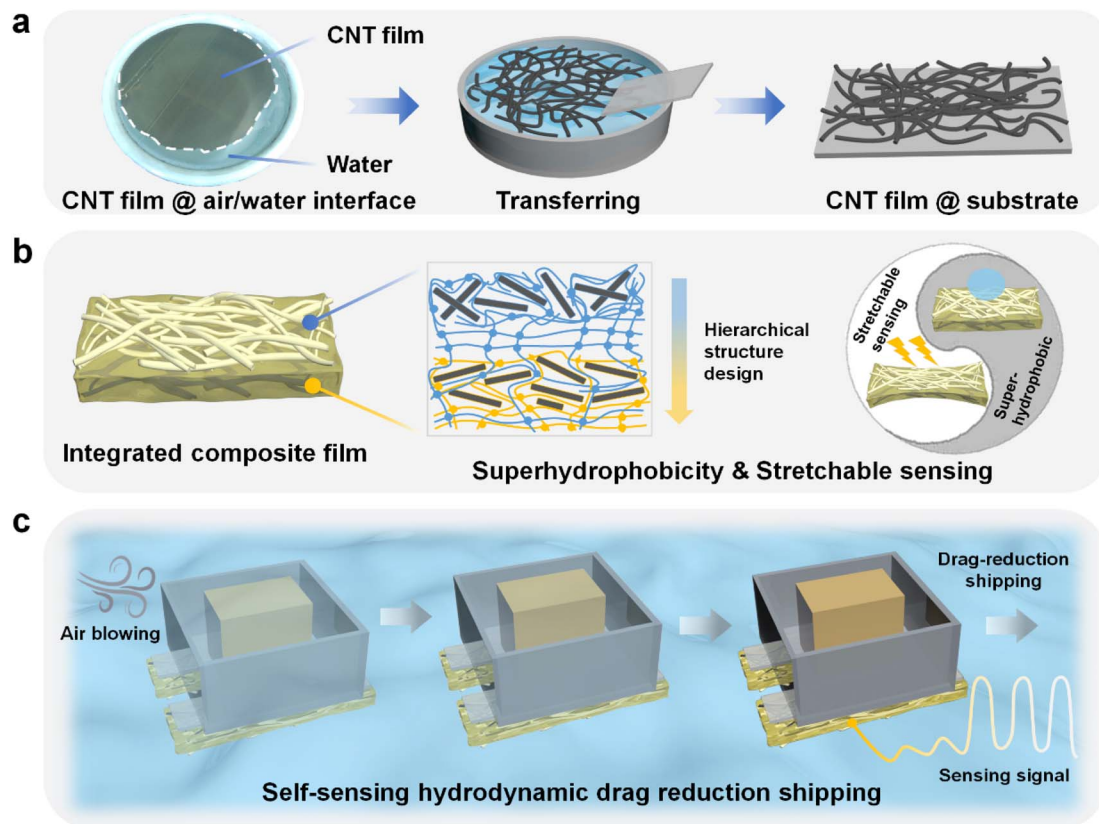 a
CNT film
Water
CNT film @ air/water interface
Transferring
CNT film @ substrate
b
Integrated composite film
Hierarchical
structure
design
Stretchable
sensing
Super-
hydrophobic
Superhydrophobicity & Stretchable sensing
c
Air blowing
Drag-reduction
shipping
Sensing signal
Self-sensing hydrodynamic drag reduction shipping